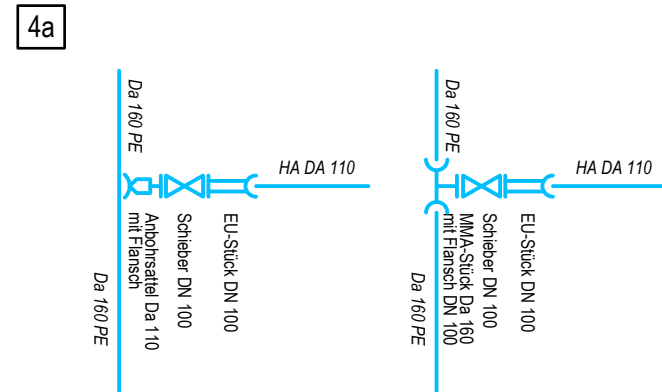 4a
Da 160 PE
HA DA 110
EU-Stück DN 100
Schieber DN 100
Anbohrsattel Da 110
mit Flansch
Da 160 PE
Da 160 PE
HA DA 110
EU-Stück DN 100
Schieber DN 100
MMA-Stück Da 160
mit Flansch DN 100
Da 160 PE